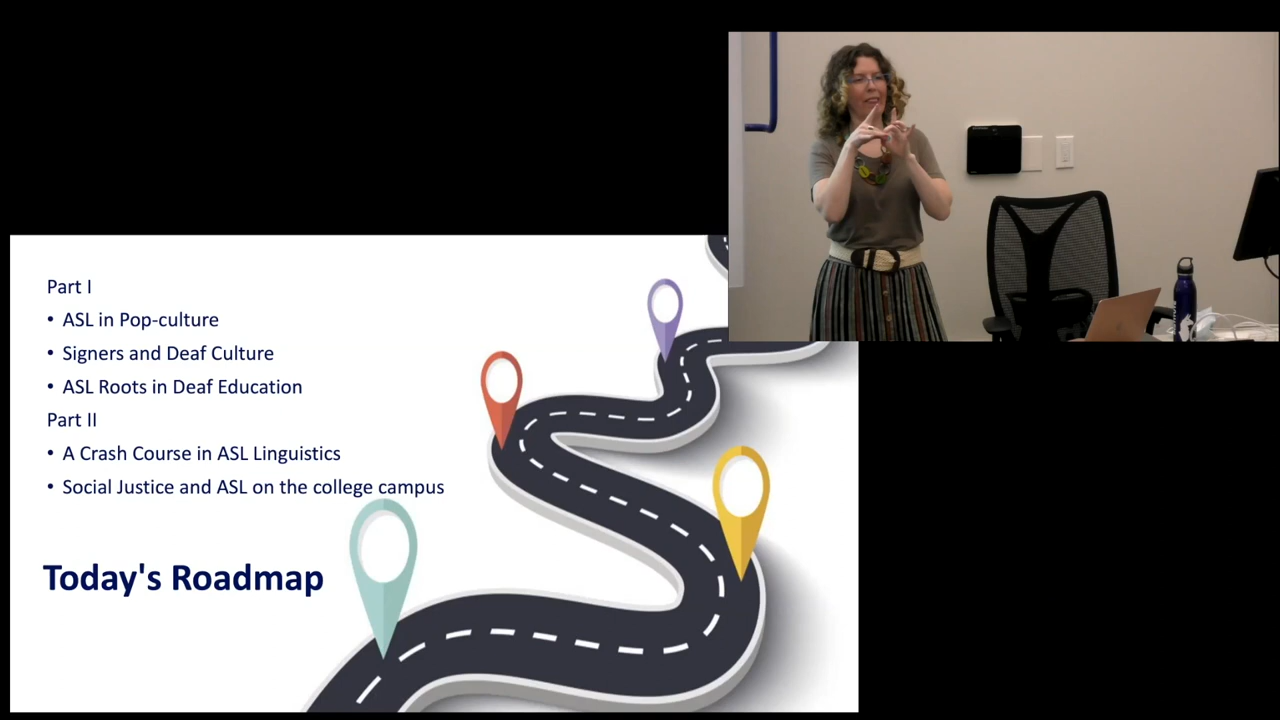 Part I
• ASL in Pop-culture
• Signers and Deaf Culture
• ASL Roots in Deaf Education
Part II
• A Crash Course in ASL Linguistics
• Social Justice and ASL on the college campus
Today's Roadmap